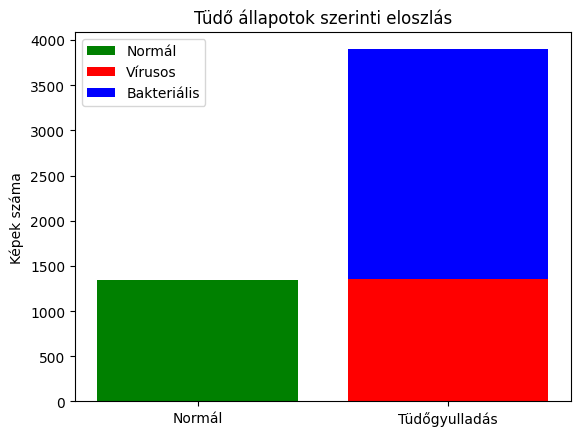 Tüdő állapotok szerinti eloszlás
Normál
Vírusos
Bakteriális
Képek száma
4000
3500
3000
2500
2000
1500
1000
500
0
Normál
Tüdőgyulladás